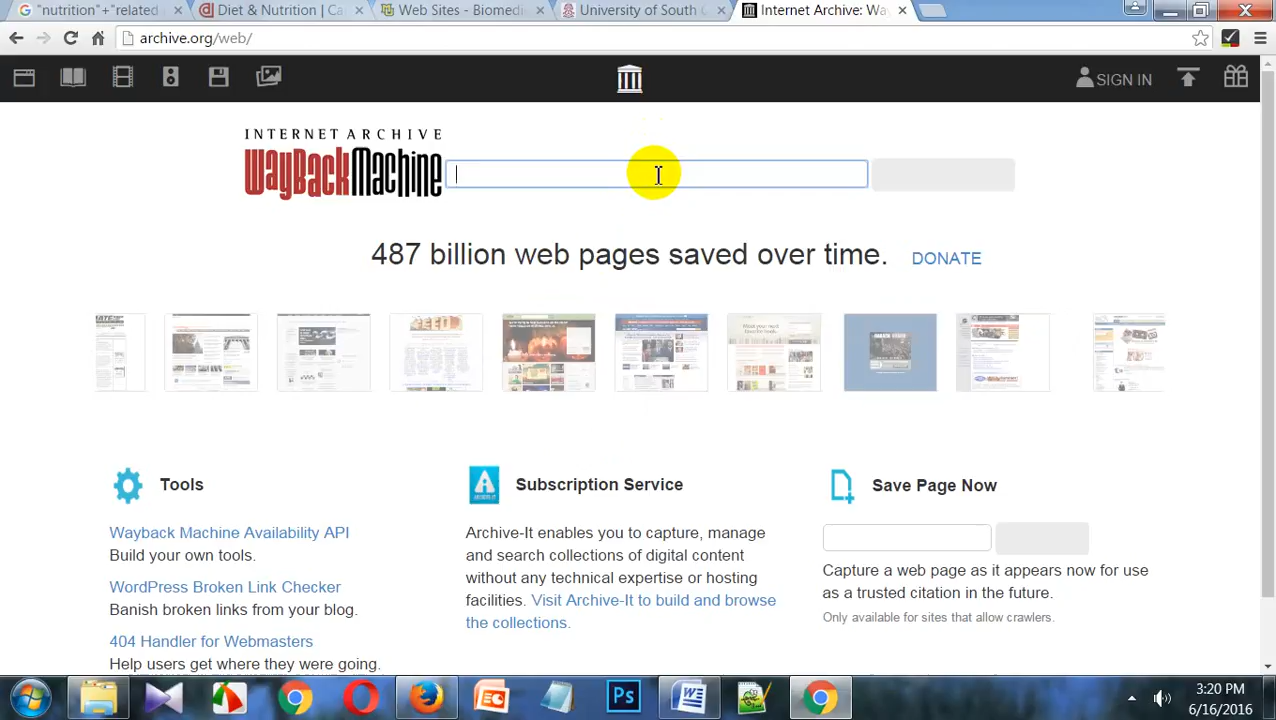 "nutrition"+"related
Diet & Nutrition | Ca
Web Sites - Biomedi
University of South C
Internet Archive: Wa
archive.org/web/
SIGN IN
INTERNET ARCHIVE
WayBackMachine
487 billion web pages saved over time.
DONATE
Tools
Wayback Machine Availability API
Build your own tools.
WordPress Broken Link Checker
Banish broken links from your blog.
404 Handler for Webmasters
Help users get where they were going.
Subscription Service
Archive-It enables you to capture, manage
and search collections of digital content
without any technical expertise or hosting
facilities. Visit Archive-It to build and browse
the collections.
Save Page Now
Capture a web page as it appears now for use
as a trusted citation in the future.
Only available for sites that allow crawlers.
Ps
3:20 PM
6/16/2016